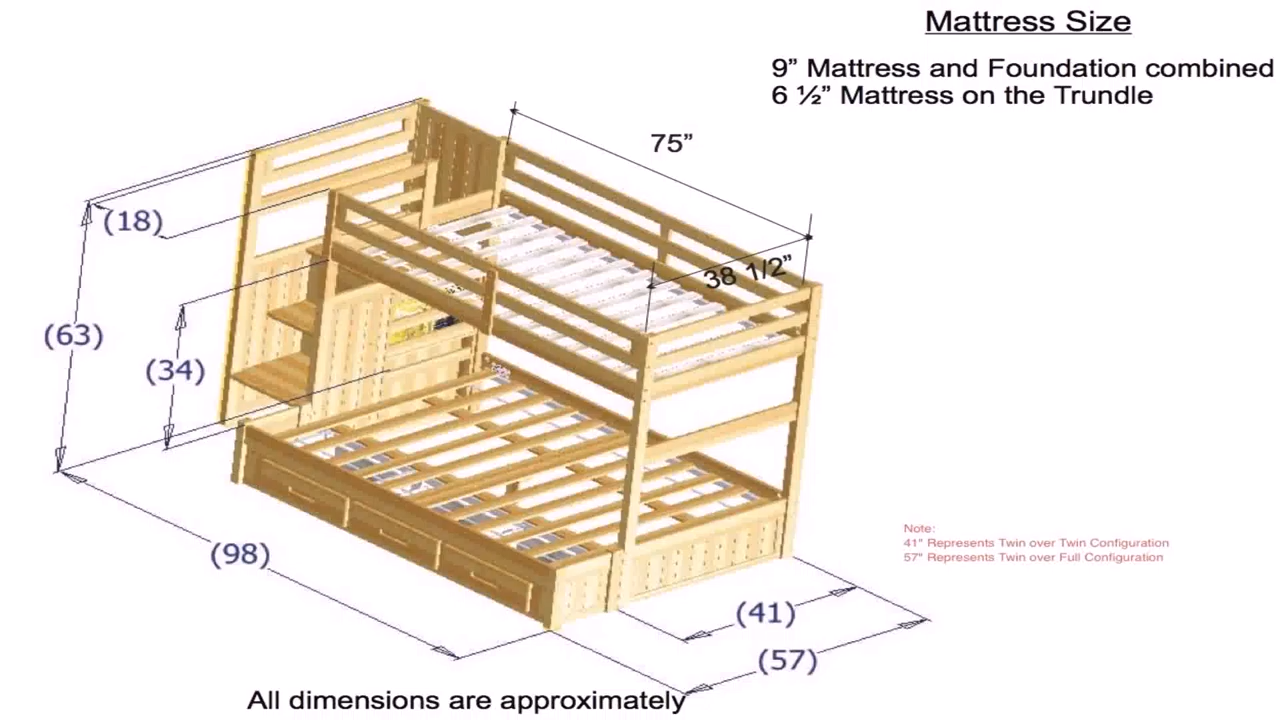 Mattress Size
9” Mattress and Foundation combined
6 ½” Mattress on the Trundle
75”
38 1/2”
(18)
(63)
(34)
(98)
(41)
(57)
Note:
41" Represents Twin over Twin Configuration
57" Represents Twin over Full Configuration
All dimensions are approximately